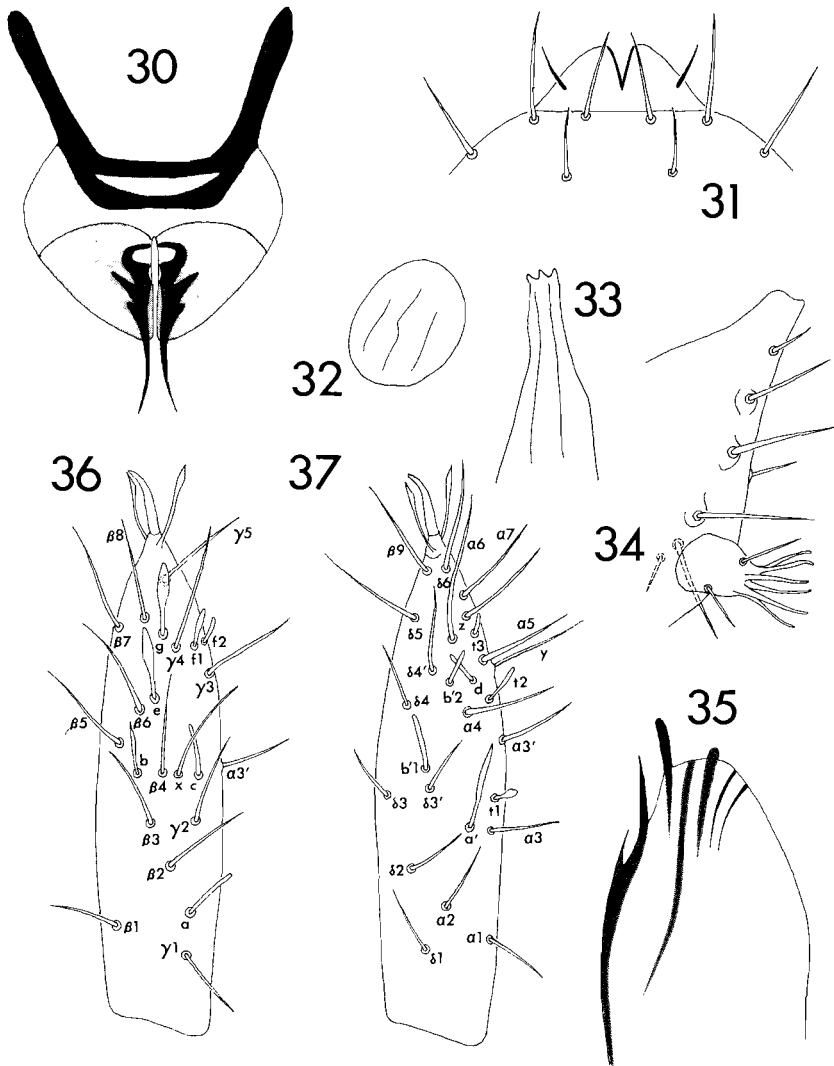 30
31
32
33
34
35
36
β8
γ5
β7
g
γ4
f1
f2
γ3
β6
e
β5
b
β4
x
c
α3'
β3
γ2
β2
β1
a
γ1
37
β9
δ6
α6
α7
δ5
z
t3
α5
y
δ4'
b'2
d
t2
δ4
α4
α3'
b'1
δ3
δ3'
t1
a'
α3
δ2
α2
δ1
α1